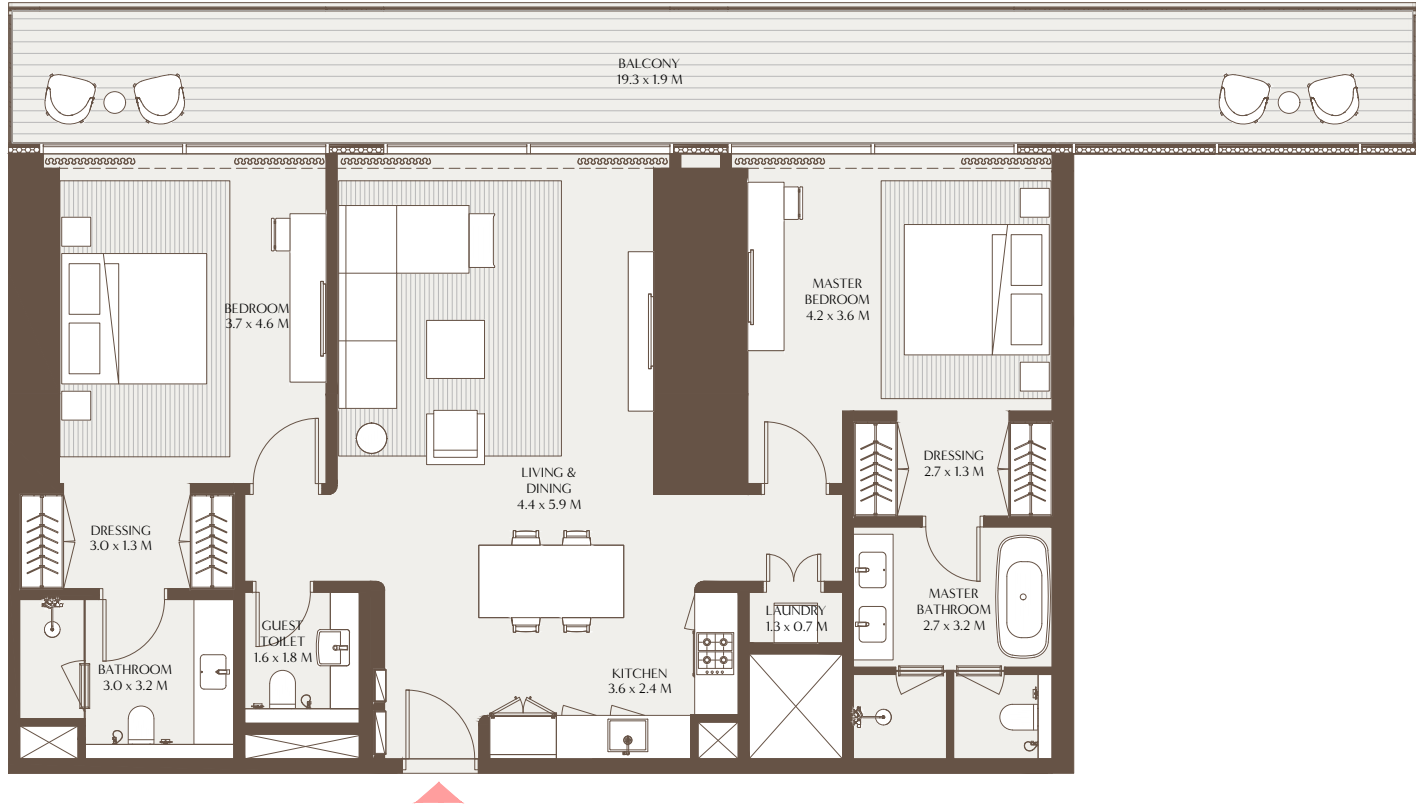 BALCONY
19.3 x 1.9 M
BEDROOM
3.7 x 4.6 M
MASTER
BEDROOM
4.2 x 3.6 M
LIVING &
DINING
4.4 x 5.9 M
DRESSING
2.7 x 1.3 M
DRESSING
3.0 x 1.3 M
GUEST
TOILET
1.6 x 1.8 M
LAUNDRY
1.3 x 0.7 M
MASTER
BATHROOM
2.7 x 3.2 M
BATHROOM
3.0 x 3.2 M
KITCHEN
3.6 x 2.4 M